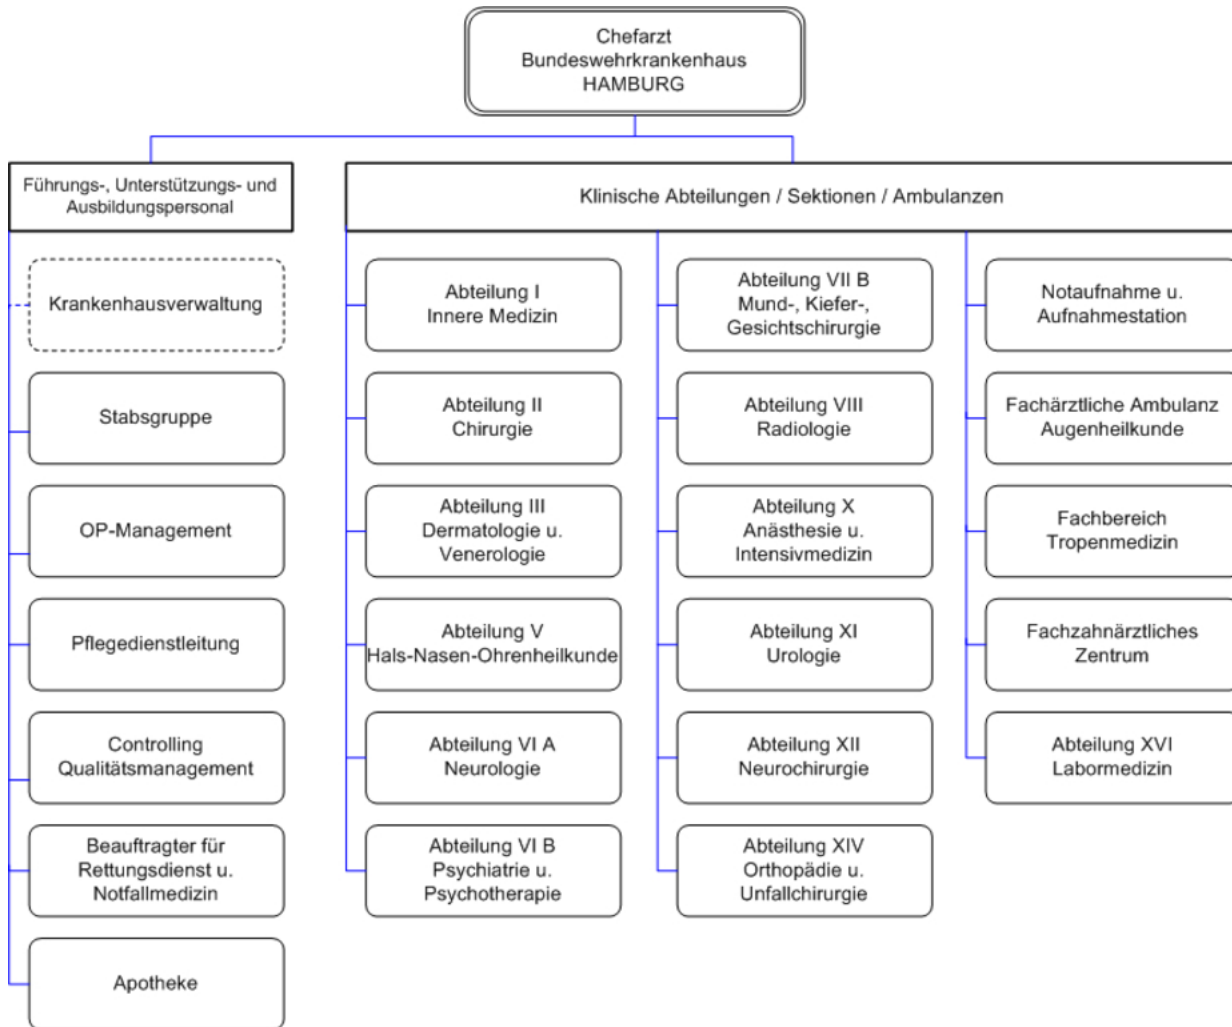 Chefarzt
Bundeswehrkrankenhaus
HAMBURG
Führungs-, Unterstützungs- und
Ausbildungspersonal
Krankenhausverwaltung
Stabsgruppe
OP-Management
Pflegedienstleitung
Controlling
Qualitätsmanagement
Beauftragter für
Rettungsdienst u.
Notfallmedizin
Apotheke
Klinische Abteilungen / Sektionen / Ambulanzen
Abteilung I
Innere Medizin
Abteilung II
Chirurgie
Abteilung III
Dermatologie u.
Venerologie
Abteilung V
Hals-Nasen-Ohrenheilkunde
Abteilung VI A
Neurologie
Abteilung VI B
Psychiatrie u.
Psychotherapie
Abteilung VII B
Mund-, Kiefer-,
Gesichtschirurgie
Abteilung VIII
Radiologie
Abteilung X
Anästhesie u.
Intensivmedizin
Abteilung XI
Urologie
Abteilung XII
Neurochirurgie
Abteilung XIV
Orthopädie u.
Unfallchirurgie
Notaufnahme u.
Aufnahmestation
Fachärztliche Ambulanz
Augenheilkunde
Fachbereich
Tropenmedizin
Fachzahnärztliches
Zentrum
Abteilung XVI
Labormedizin